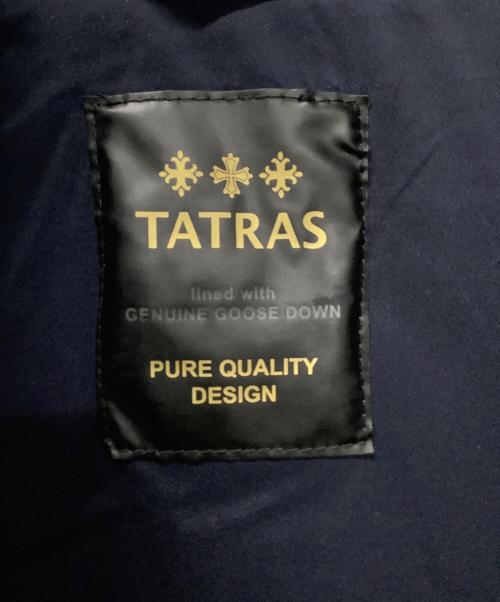 TATRAS
lined with
GENUINE GOOSE DOWN
PURE QUALITY
DESIGN